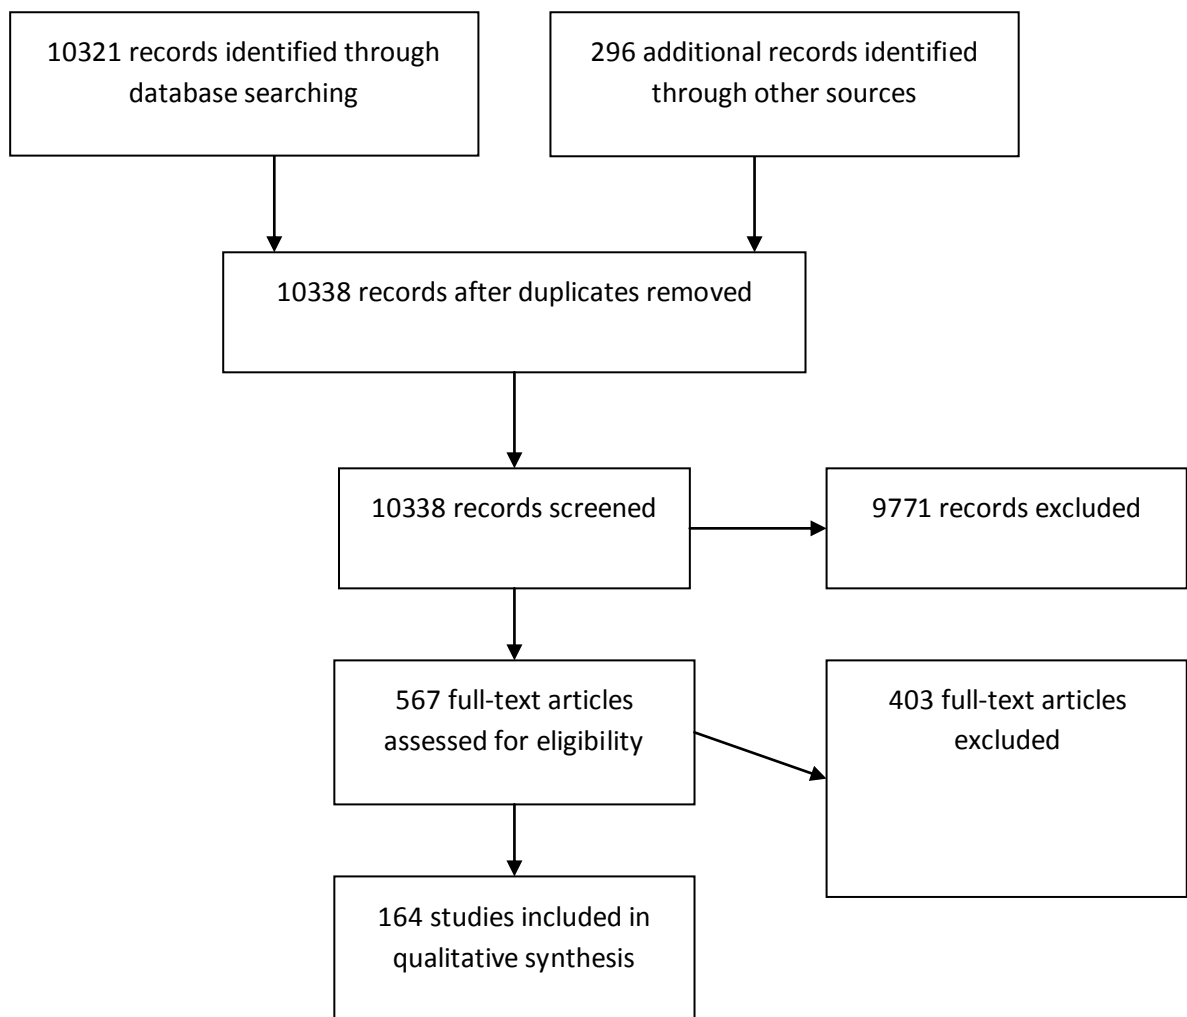 10321 records identified through
database searching
296 additional records identified
through other sources
10338 records after duplicates removed
10338 records screened
9771 records excluded
567 full-text articles
assessed for eligibility
403 full-text articles
excluded
164 studies included in
qualitative synthesis